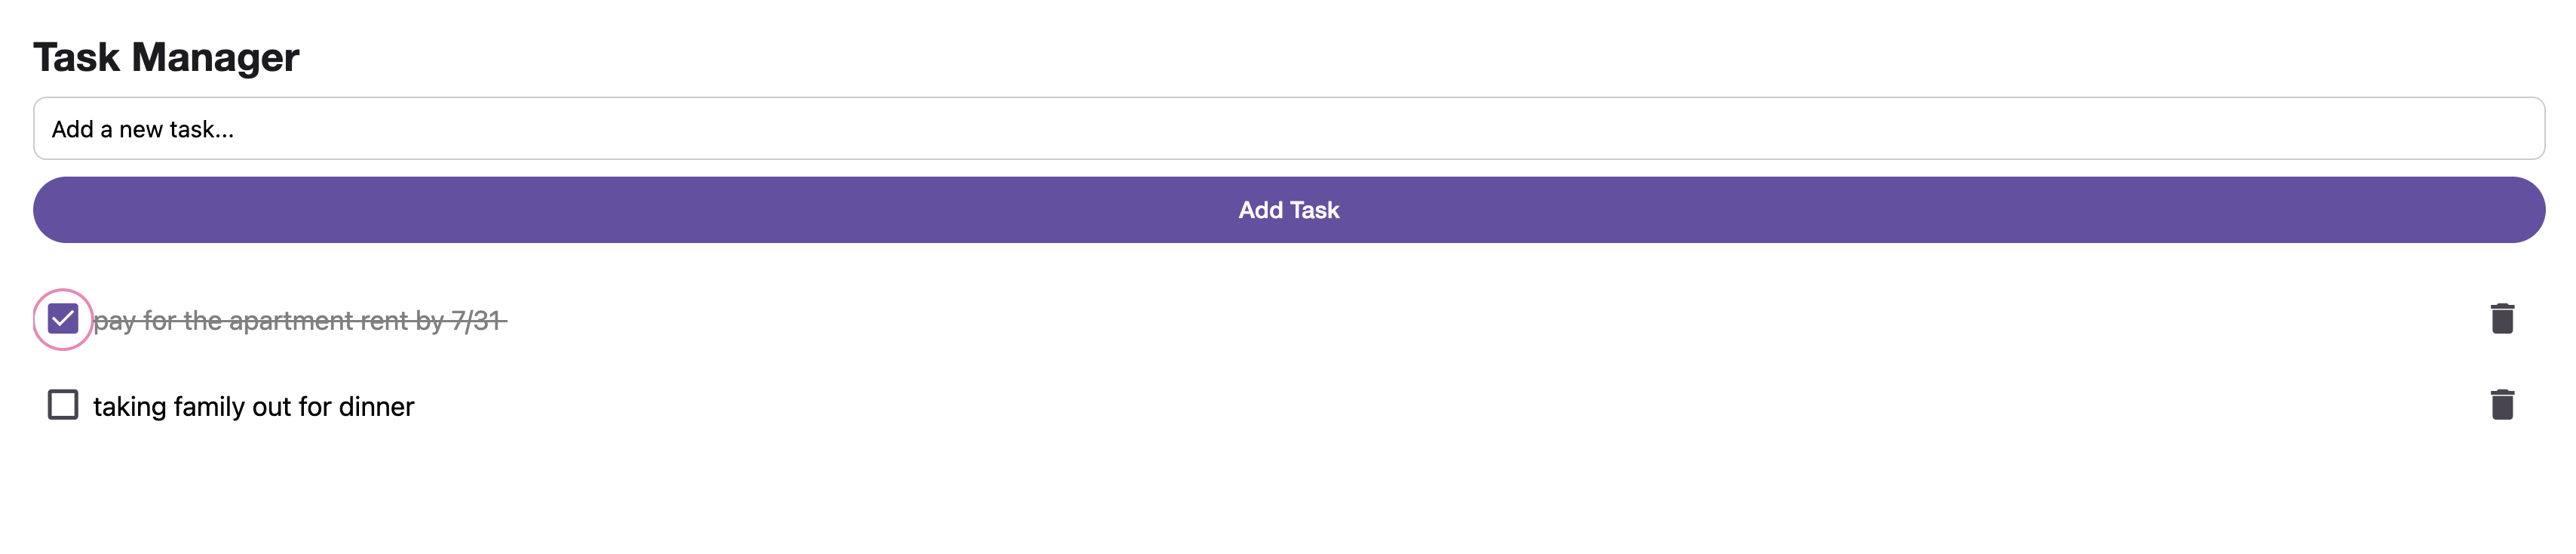 Task Manager
Add a new task...
Add Task
pay for the apartment rent by 7/31
taking family out for dinner